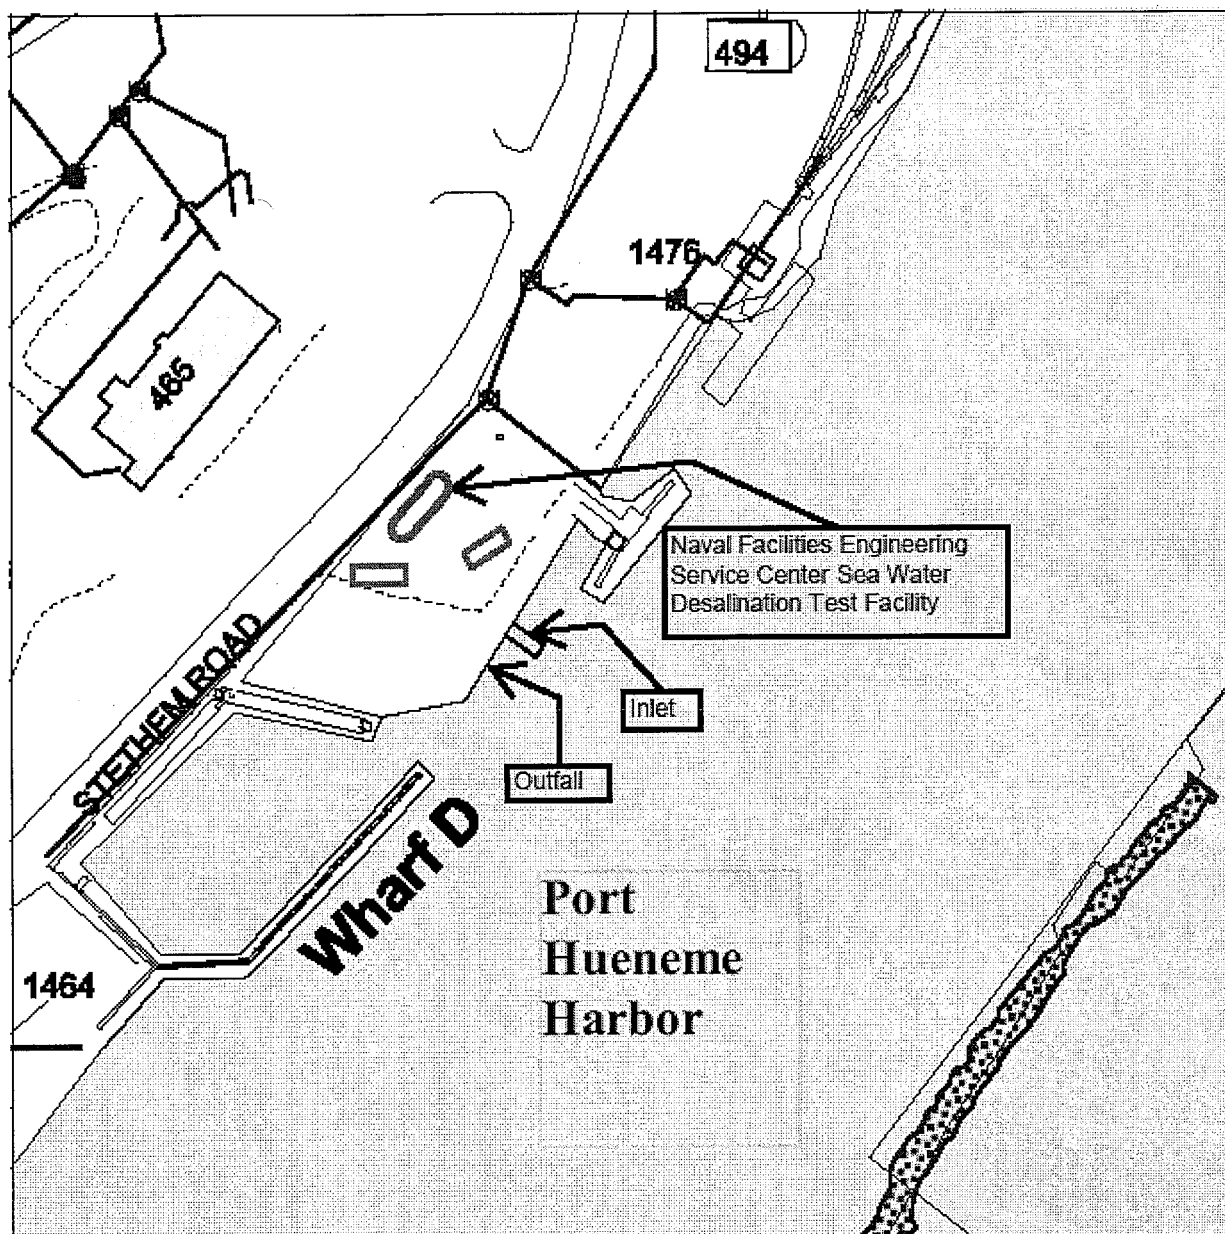 494
1476
465
Naval Facilities Engineering
Service Center Sea Water
Desalination Test Facility
STETHEM ROAD
Inlet
Outfall
Wharf D
Port
Hueneme
Harbor
1464